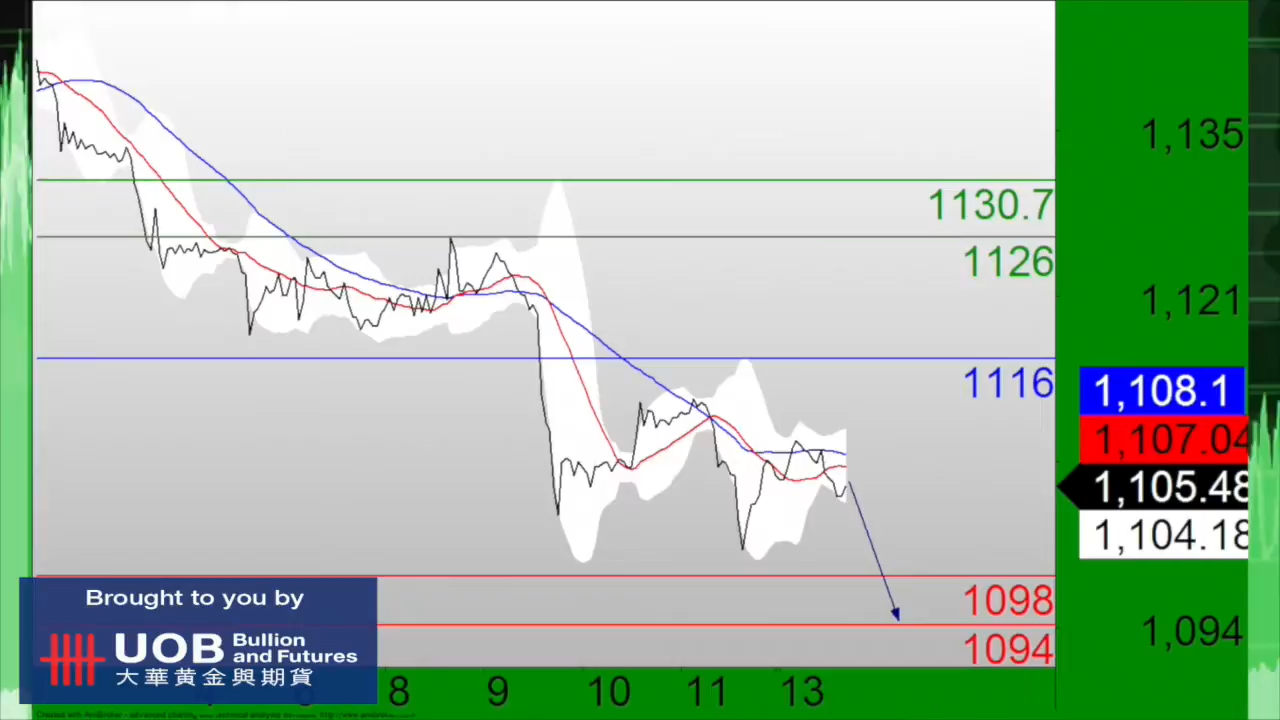 1,135
1130.7
1126
1,121
1116
1,108.1
1,107.04
1,105.48
1,104.18
1098
1,094
1094
Brought to you by
UOB Bullion
and Futures
大華黃金與期貨
8 9 10 11 13